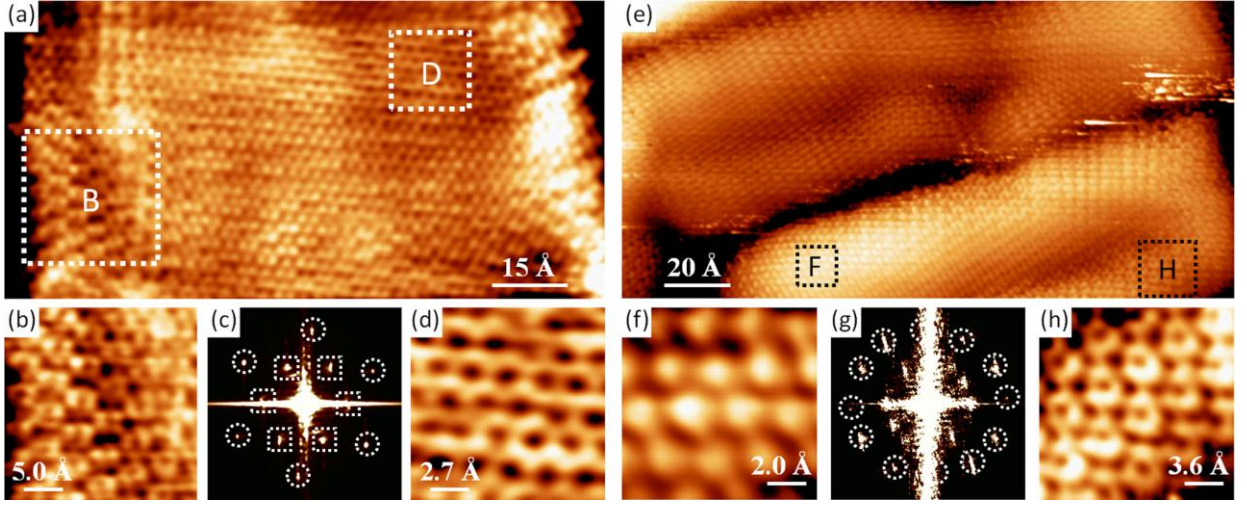 (a)
D
B
15 Å
(e)
F
H
20 Å
(b)
5.0 Å
(c)
(d)
2.7 Å
(f)
2.0 Å
(g)
(h)
3.6 Å